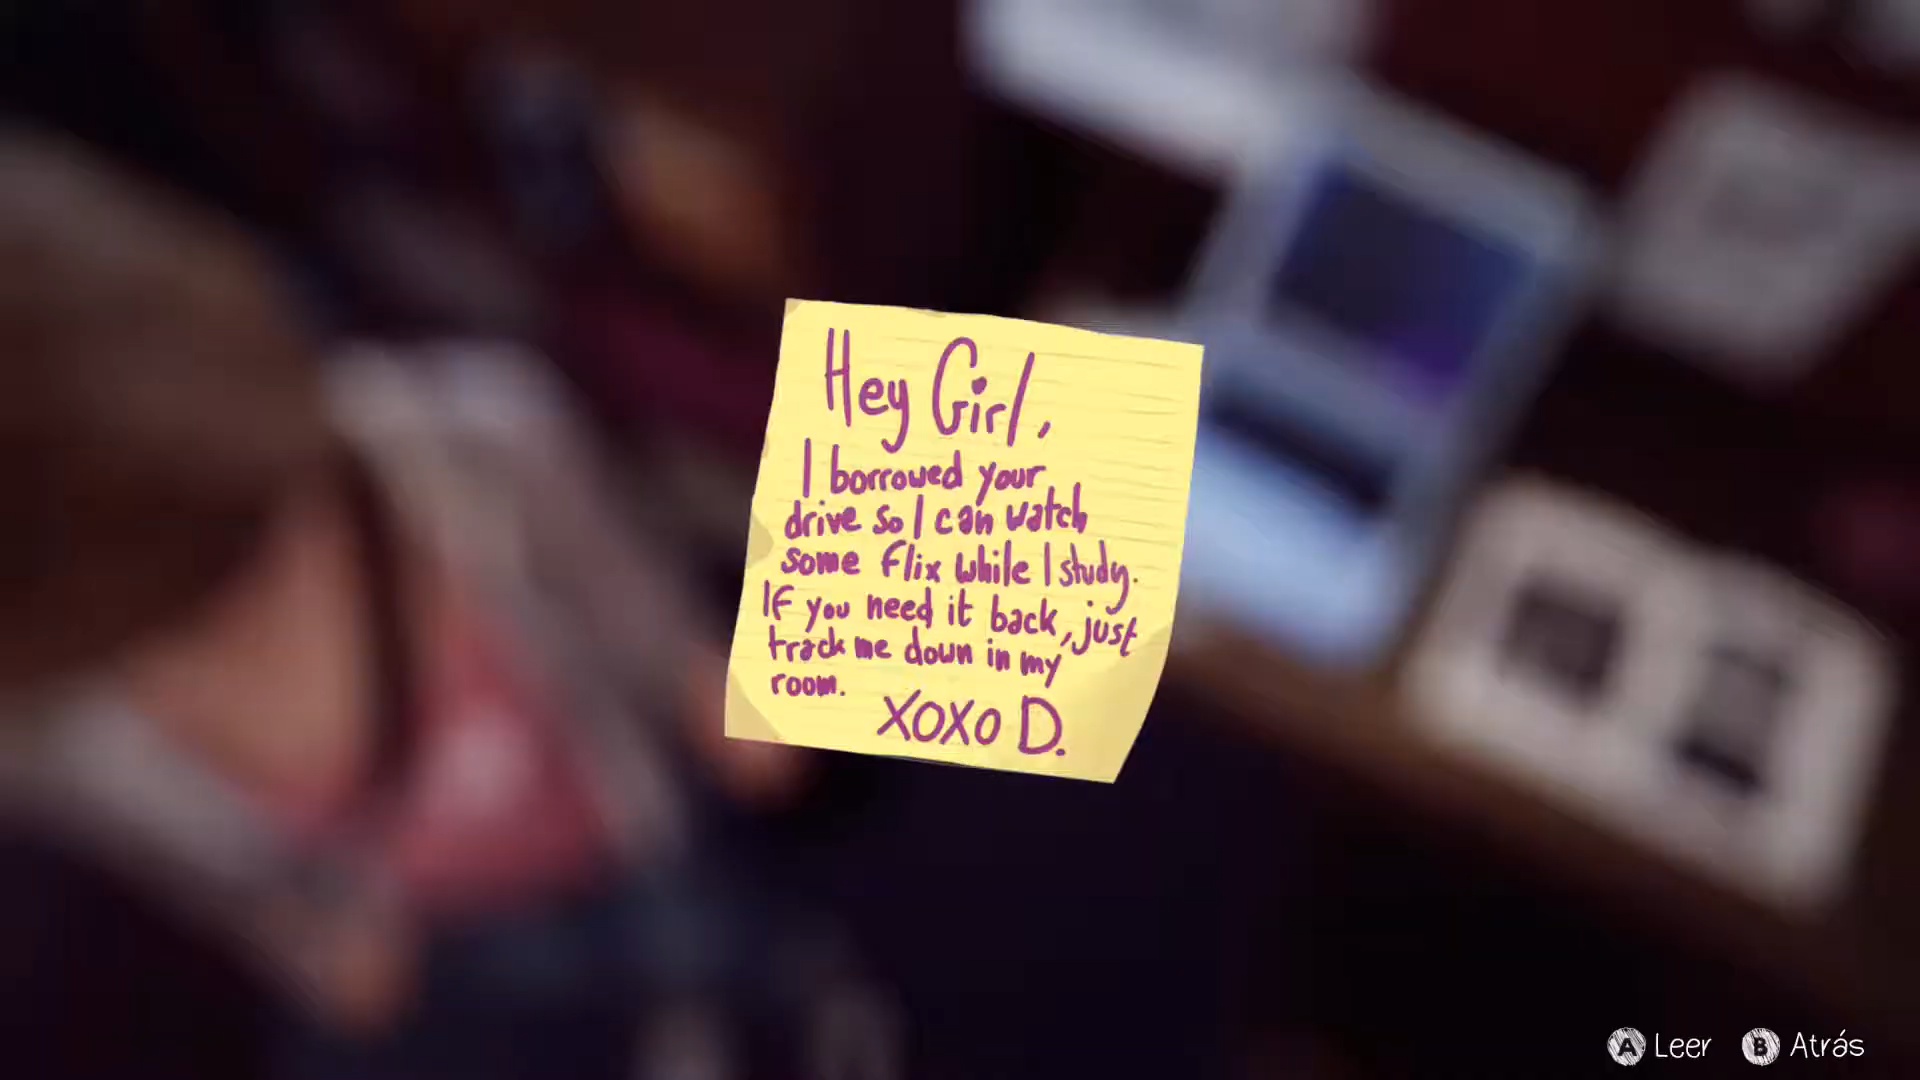 Hey Girl,
I borrowed your
drive so I can watch
some flix while I study.
If you need it back, just
track me down in my
room.
XOXO D.
A Leer B Atrás